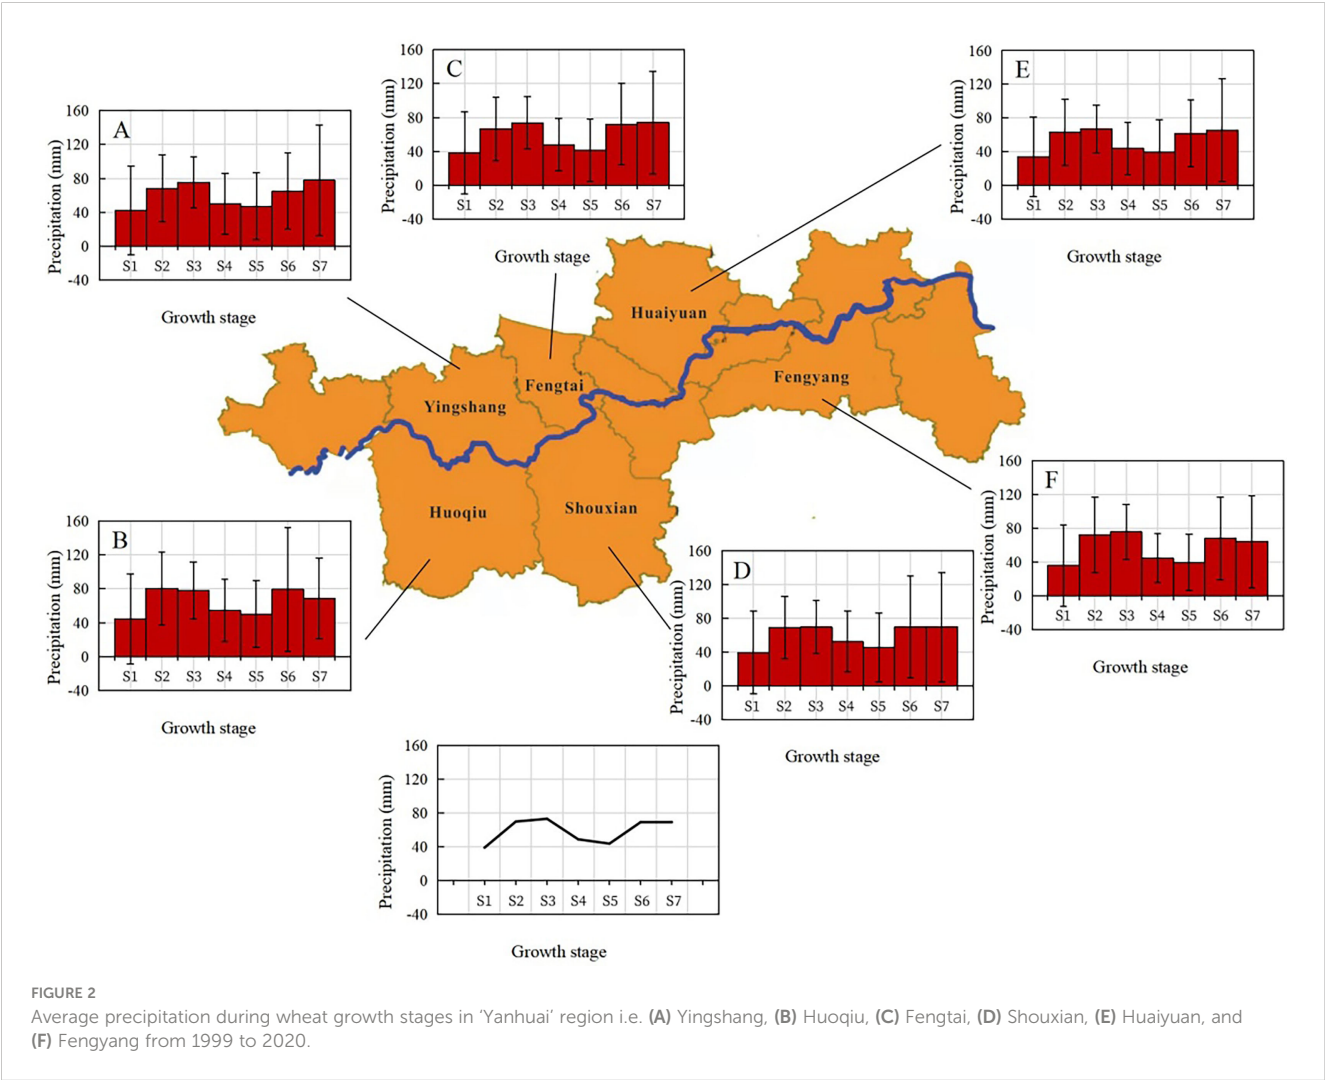 C
Precipitation (mm)
160
120
80
40
0
-40
S1 S2 S3 S4 S5 S6 S7
Growth stage
E
Precipitation (mm)
160
120
80
40
0
-40
S1 S2 S3 S4 S5 S6 S7
Growth stage
A
Precipitation (mm)
160
120
80
40
0
-40
S1 S2 S3 S4 S5 S6 S7
Growth stage
Huaiyuan
Fengtai
Fengyang
Yingshang
Huoqiu
Shouxian
B
Precipitation (mm)
160
120
80
40
0
-40
S1 S2 S3 S4 S5 S6 S7
Growth stage
D
Precipitation (mm)
160
120
80
40
0
-40
S1 S2 S3 S4 S5 S6 S7
Growth stage
F
Precipitation (mm)
160
120
80
40
0
-40
S1 S2 S3 S4 S5 S6 S7
Growth stage
Precipitation (mm)
160
120
80
40
0
-40
S1 S2 S3 S4 S5 S6 S7
Growth stage
FIGURE 2
Average precipitation during wheat growth stages in ‘Yanhuai’ region i.e. (A) Yingshang, (B) Huoqiu, (C) Fengtai, (D) Shouxian, (E) Huaiyuan, and
(F) Fengyang from 1999 to 2020.